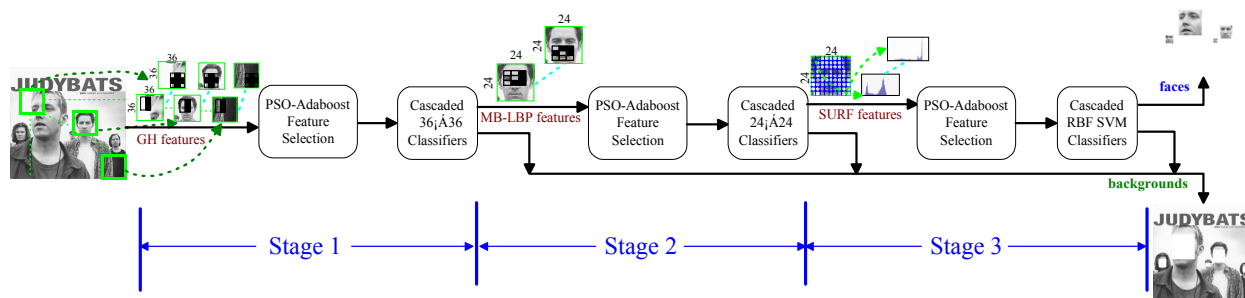 36
36
36
36
JUDYBATS
GH features
PSO-Adaboost
Feature
Selection
Cascaded
36¡Á36
Classifiers
24
24
24
24
MB-LBP features
PSO-Adaboost
Feature
Selection
Cascaded
24¡Á24
Classifiers
24
24
SURF features
PSO-Adaboost
Feature
Selection
Cascaded
RBF SVM
Classifiers
faces
backgrounds
JUDYBATS
Stage 1
Stage 2
Stage 3